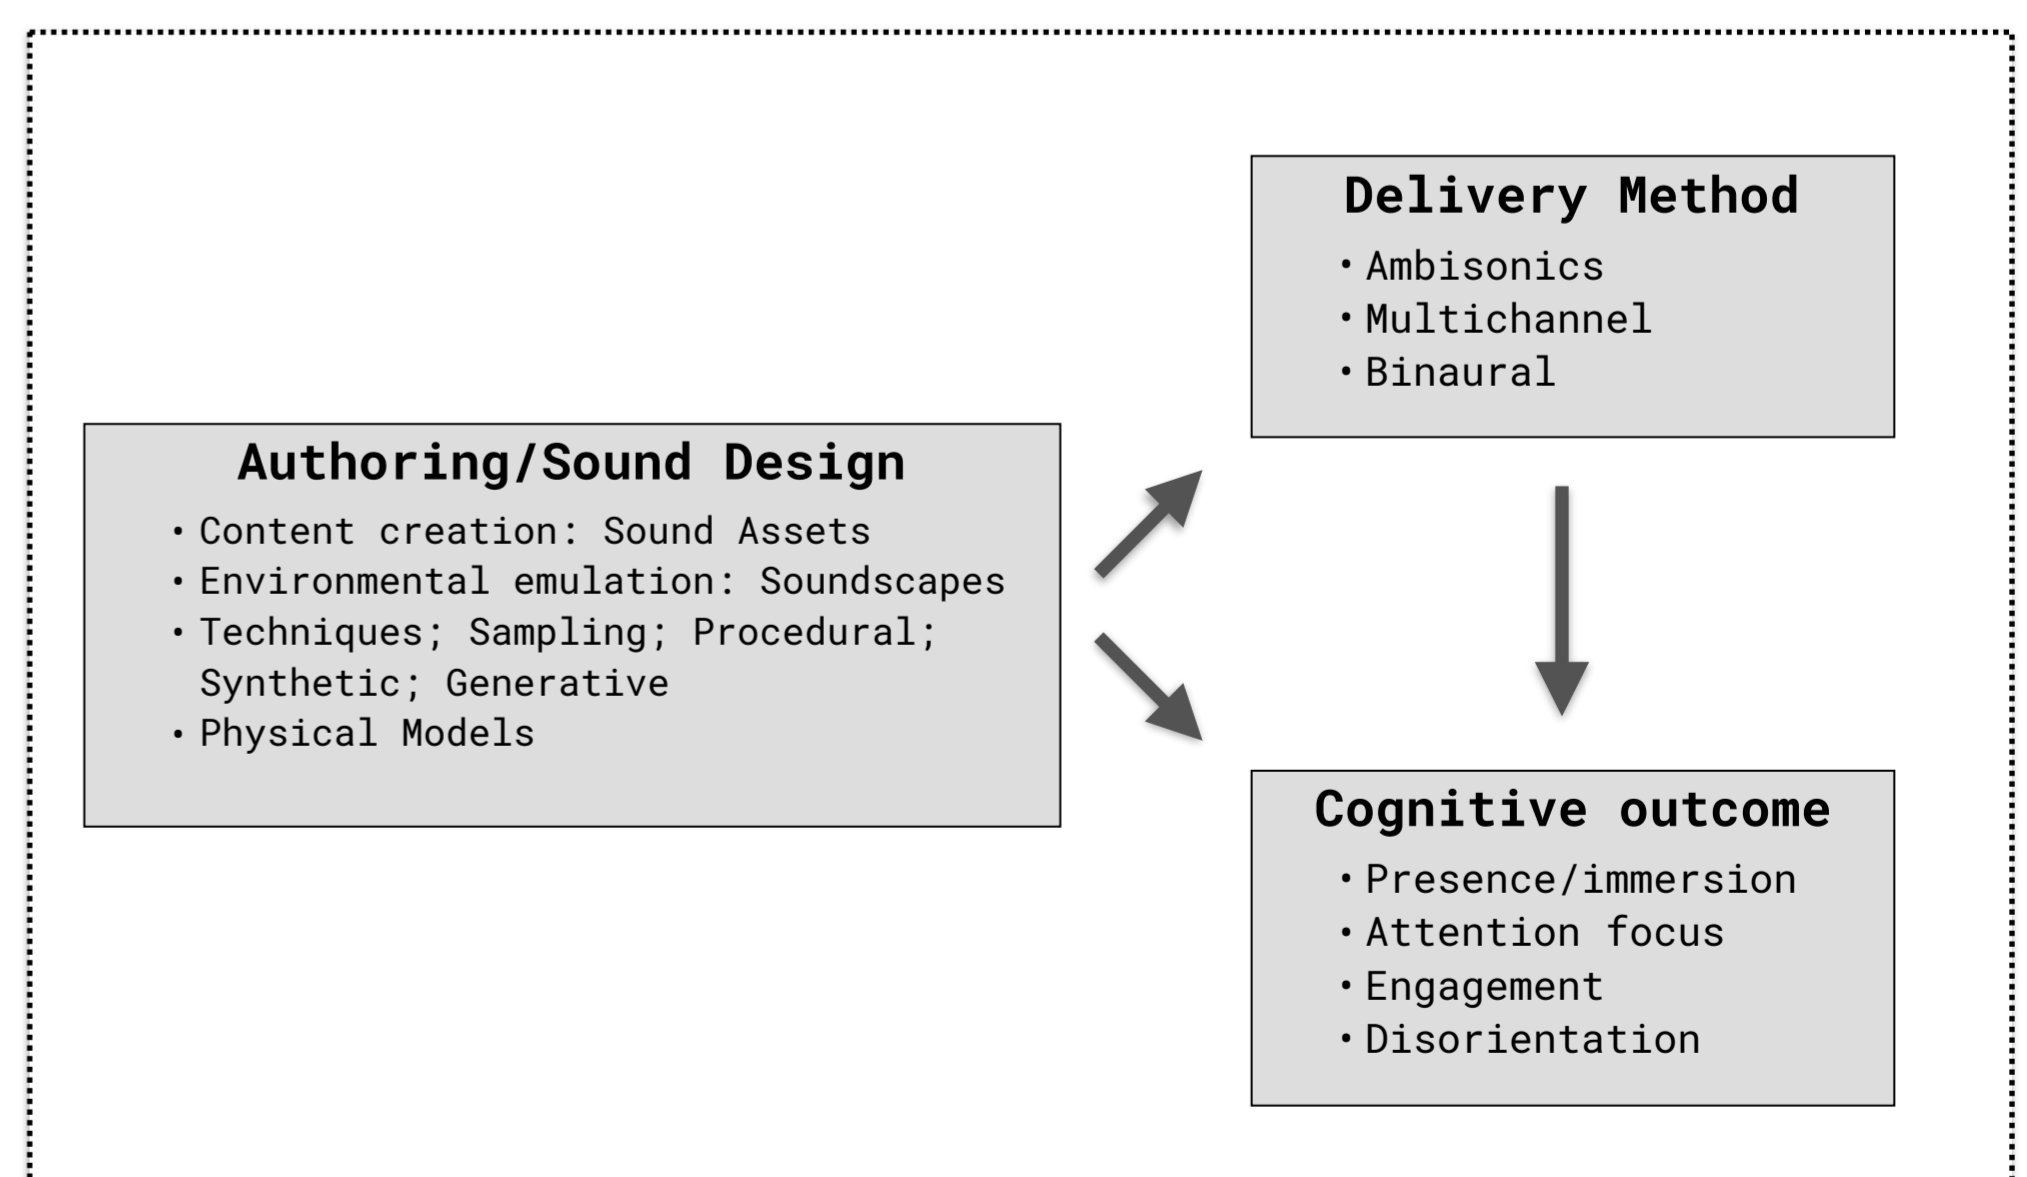 Delivery Method
• Ambisonics
• Multichannel
• Binaural
Authoring/Sound Design
• Content creation: Sound Assets
• Environmental emulation: Soundscapes
• Techniques; Sampling; Procedural;
Synthetic; Generative
• Physical Models
Cognitive outcome
• Presence/immersion
• Attention focus
• Engagement
• Disorientation